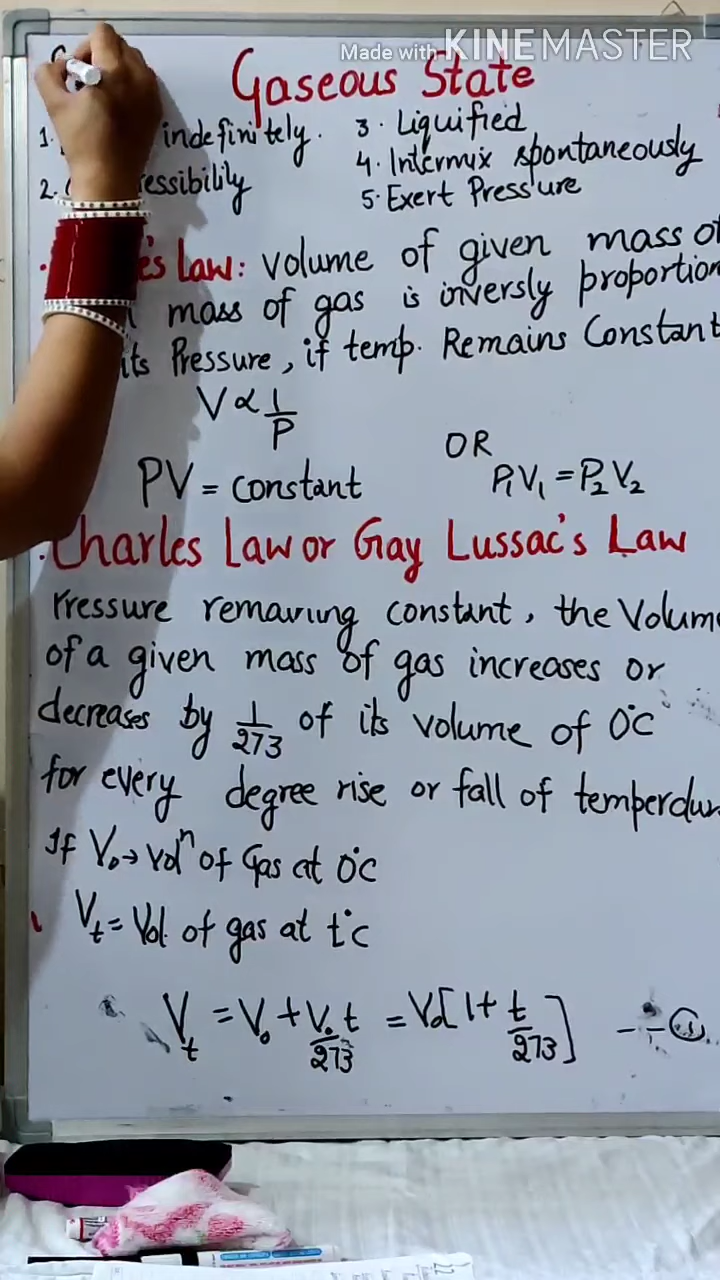 Made with KINEMASTER
Gaseous State
1. indefinitely. 3. Liquified
4. Intermix spontaneously
2. ressibility 5. Exert Pressure
e's Law: Volume of given mass of
mass of gas is inversly proportion
its Pressure, if temp. Remains Constant
V ∝ 1/P
OR
PV = constant P1V1 = P2V2
Charles Law or Gay Lussac's Law
Pressure remaving constant, the Volume
of a given mass of gas increases or
decreases by 1/273 of its volume of 0°C
for every degree rise or fall of temperdur
If V₀→ Volⁿ of Gas at 0°C
Vt = Vol. of gas at t°C
Vt = V₀ + V₀t/273 = V₀[1 + t/273] --①